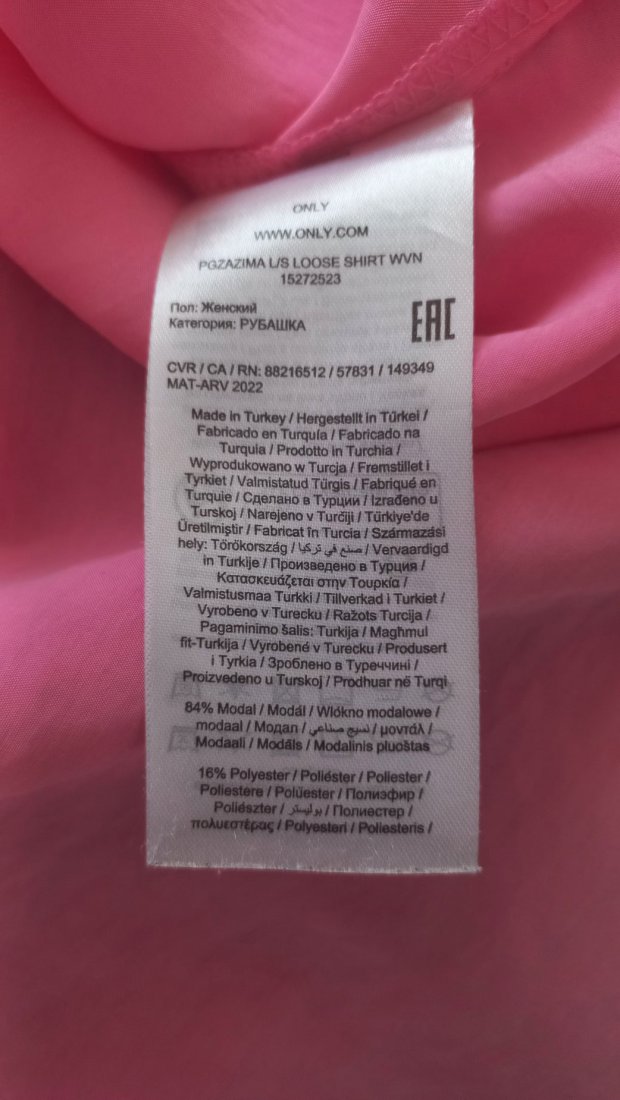 ONLY
WWW.ONLY.COM
PGZAZIMA L/S LOOSE SHIRT WVN
15272523
Пол: Женский
Категория: РУБАШКА
EAC
CVR / CA / RN: 88216512 / 57831 / 149349
MAT-ARV 2022
Made in Turkey / Hergestellt in Türkei /
Fabricado en Turquía / Fabricado na
Turquia / Prodotto in Turchia /
Wyprodukowano w Turcja / Fremstillet i
Tyrkiet / Valmistatud Türgis / Fabriqué en
Turquie / Сделано в Турции / Izrađeno u
Turskoj / Narejeno v Turčiji / Türkiye'de
Üretilmiştir / Fabricat în Turcia / Származási
hely: Törökország / صنع في تركيا / Vervaardigd
in Turkije / Произведено в Турция /
Κατασκευάζεται στην Τουρκία /
Valmistusmaa Turkki / Tillverkad i Turkiet /
Vyrobeno v Turecku / Ražots Turcija /
Pagaminimo šalis: Turkija / Magħmul
fit-Turkija / Vyrobené v Turecku / Produsert
i Tyrkia / Зроблено в Туреччині /
Proizvedeno u Turskoj / Prodhuar në Turqi
84% Modal / Modál / Włókno modalowe /
modaal / Модал / نسيج صناعي / μοντάλ /
Modaali / Modāls / Modalinis pluoštas
16% Polyester / Poliéster / Poliester /
Poliestere / Polüester / Полиэфир /
Poliészter / بوليستر / Полиестер /
πολυεστέρας / Polyesteri / Poliesteris /